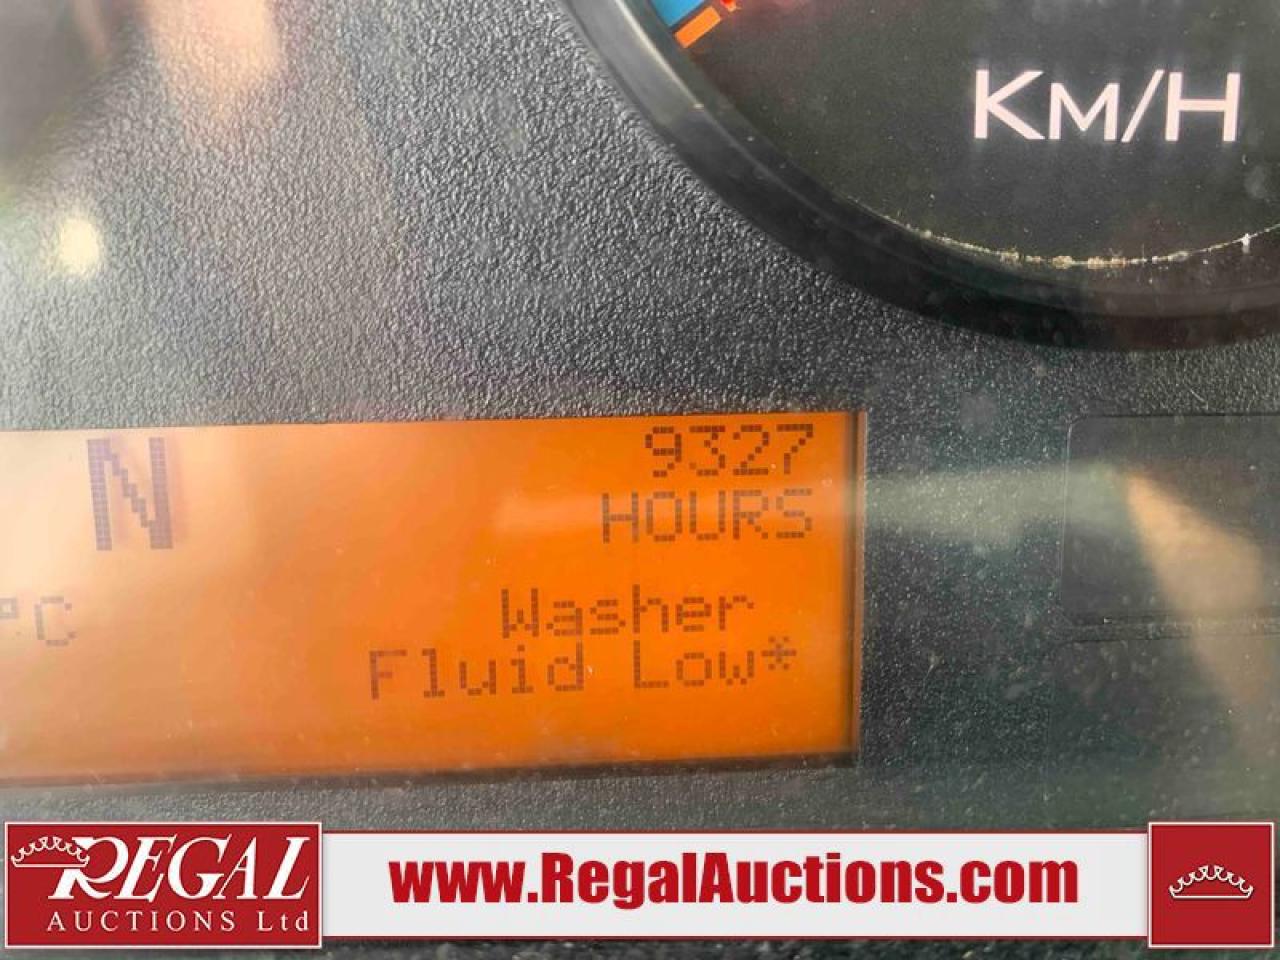 KM/H
N
9327
HOURS
°C
Washer
Fluid Low*
REGAL
AUCTIONS Ltd
www.RegalAuctions.com